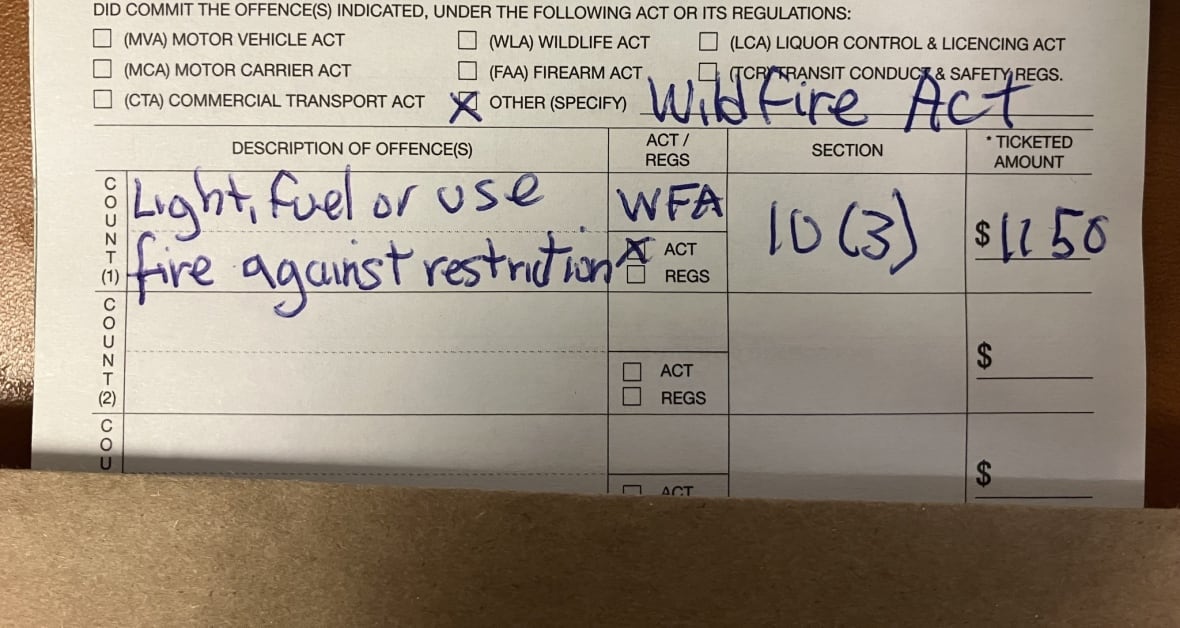 DID COMMIT THE OFFENCE(S) INDICATED, UNDER THE FOLLOWING ACT OR ITS REGULATIONS:
(MVA) MOTOR VEHICLE ACT (WLA) WILDLIFE ACT (LCA) LIQUOR CONTROL & LICENCING ACT
(MCA) MOTOR CARRIER ACT (FAA) FIREARM ACT (TCR) TRANSIT CONDUCT & SAFETY REGS.
(CTA) COMMERCIAL TRANSPORT ACT OTHER (SPECIFY) Wildfire Act
DESCRIPTION OF OFFENCE(S) ACT / REGS SECTION * TICKETED AMOUNT
COUNT (1) Light, fuel or use WFA 10 (3) $ 1150
fire against restriction X ACT
REGS
COUNT (2) $
ACT
REGS
COU $
ACT